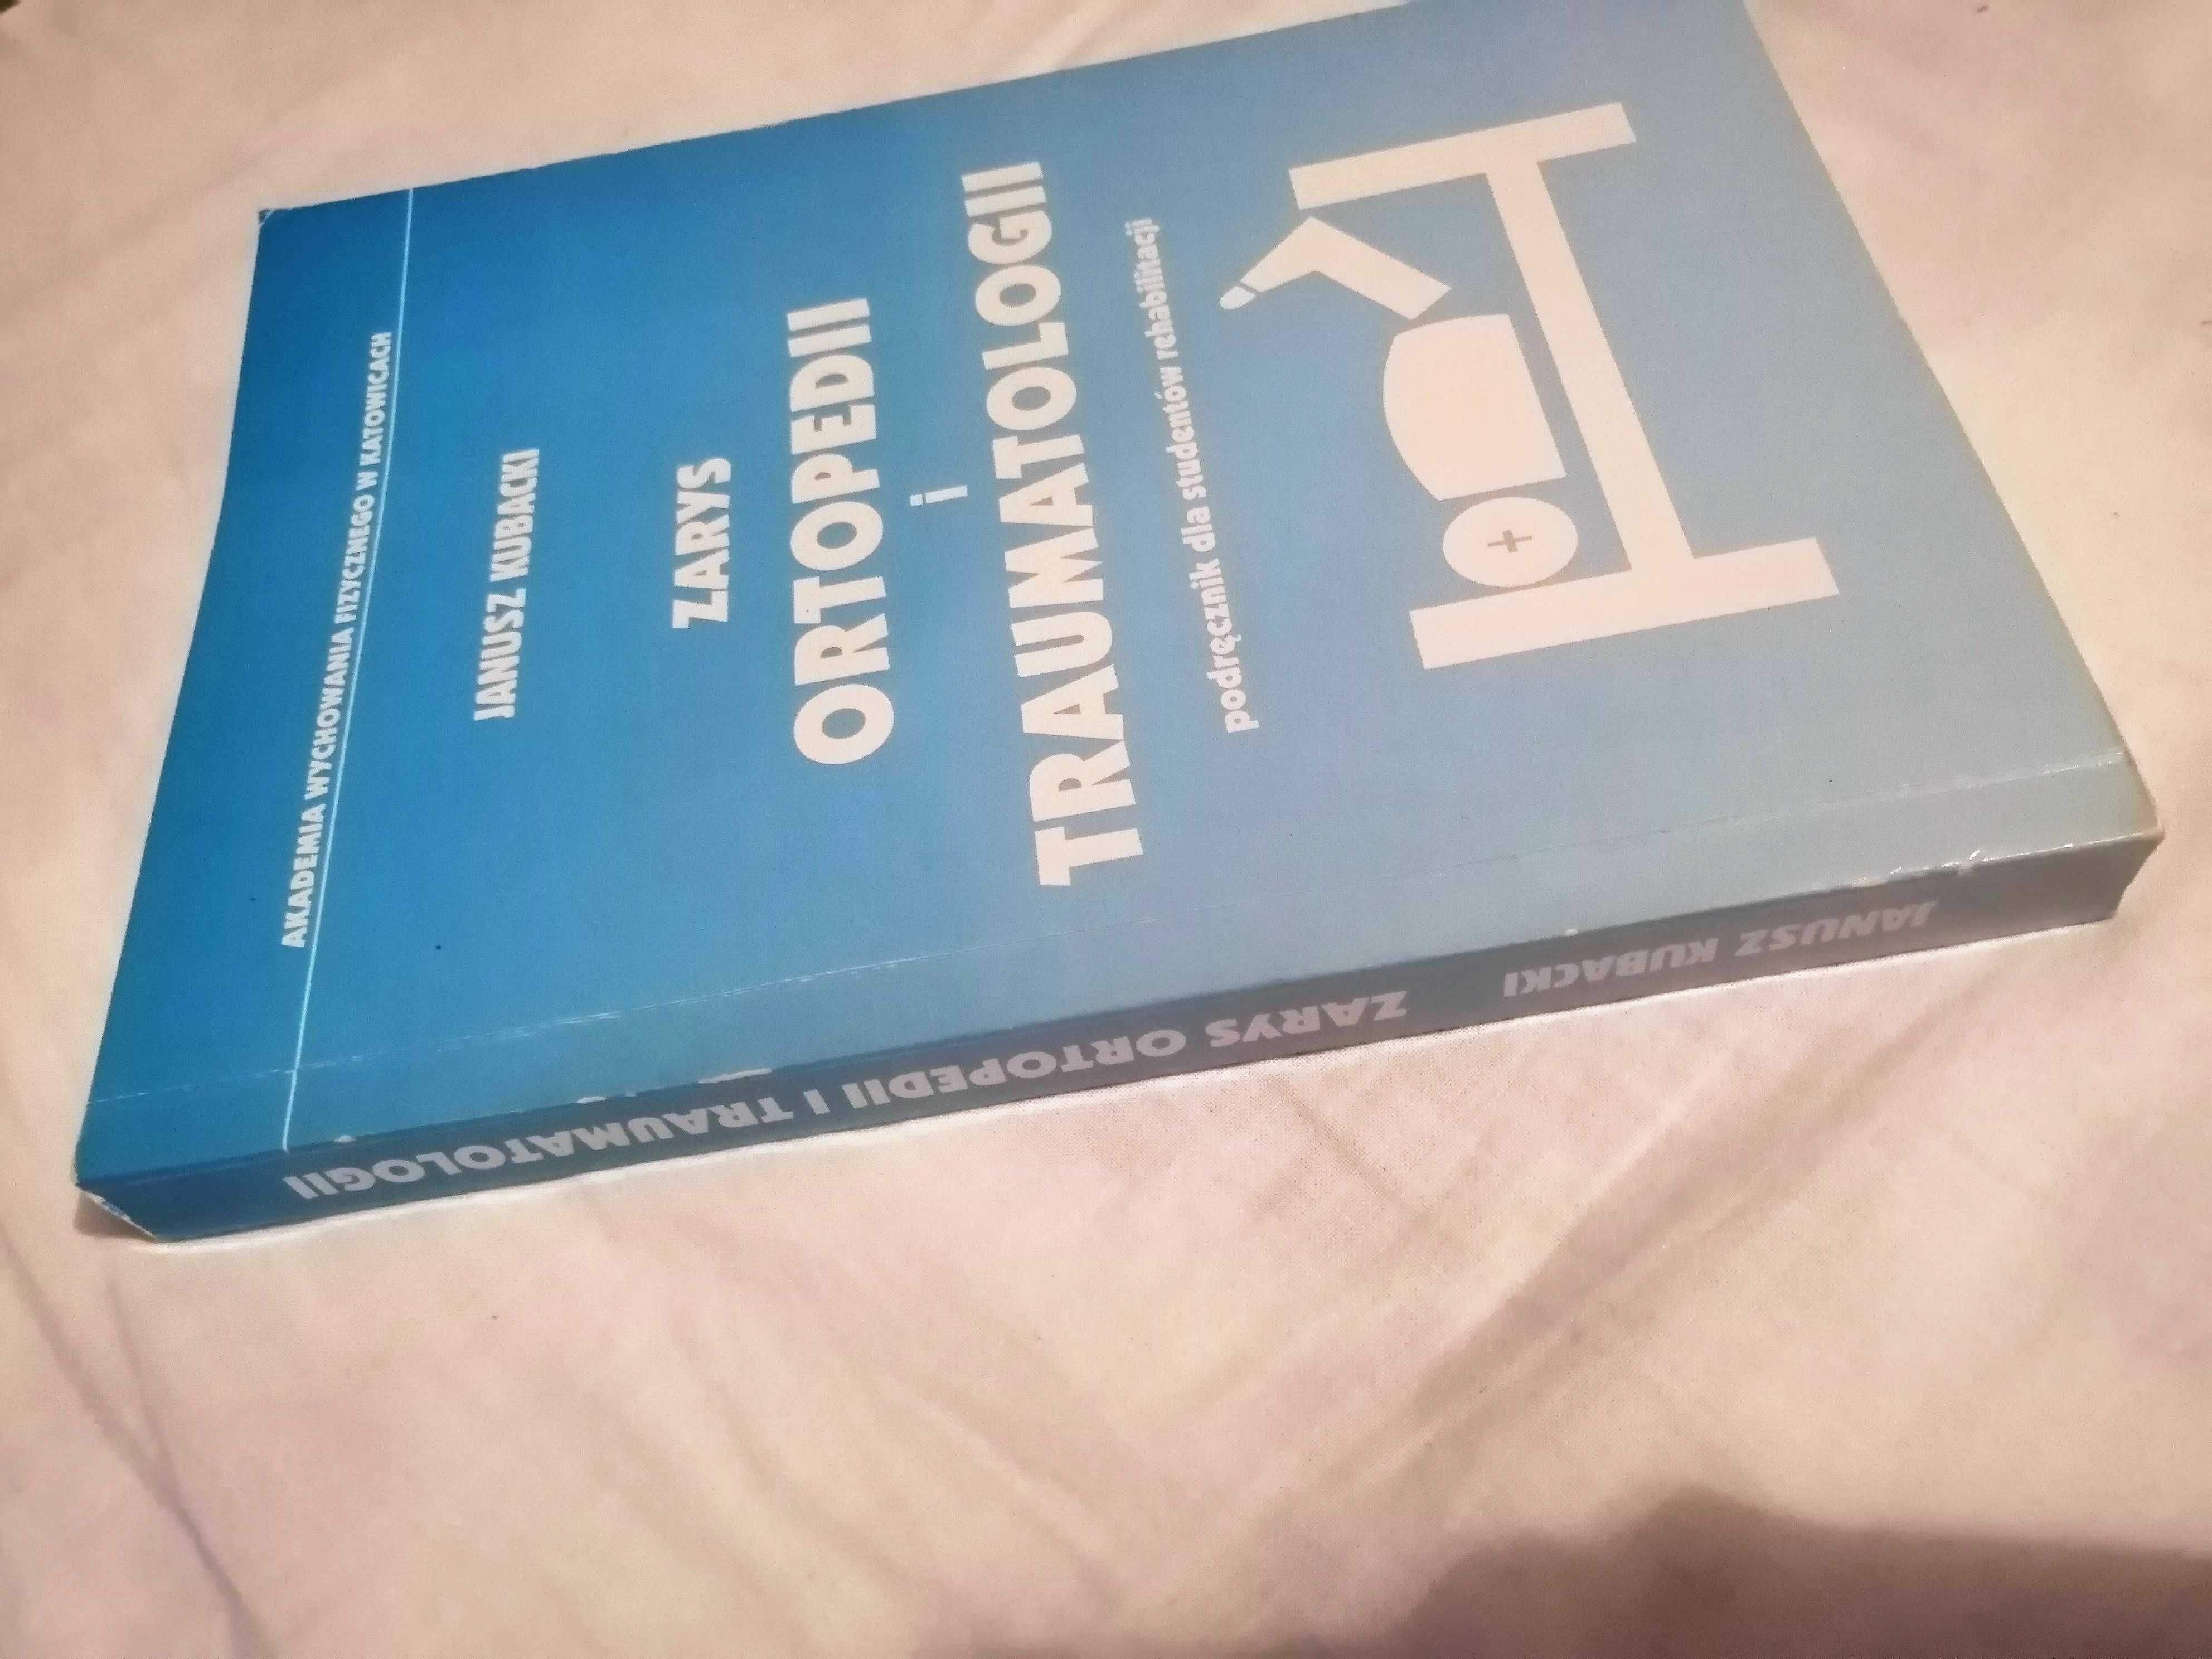 AKADEMIA WYCHOWANIA FIZYCZNEGO W KATOWICACH
JANUSZ KUBACKI
ZARYS
ORTOPEDII
i
TRAUMATOLOGII
podręcznik dla studentów rehabilitacji
JANUSZ KUBACKI ZARYS ORTOPEDII I TRAUMATOLOGII